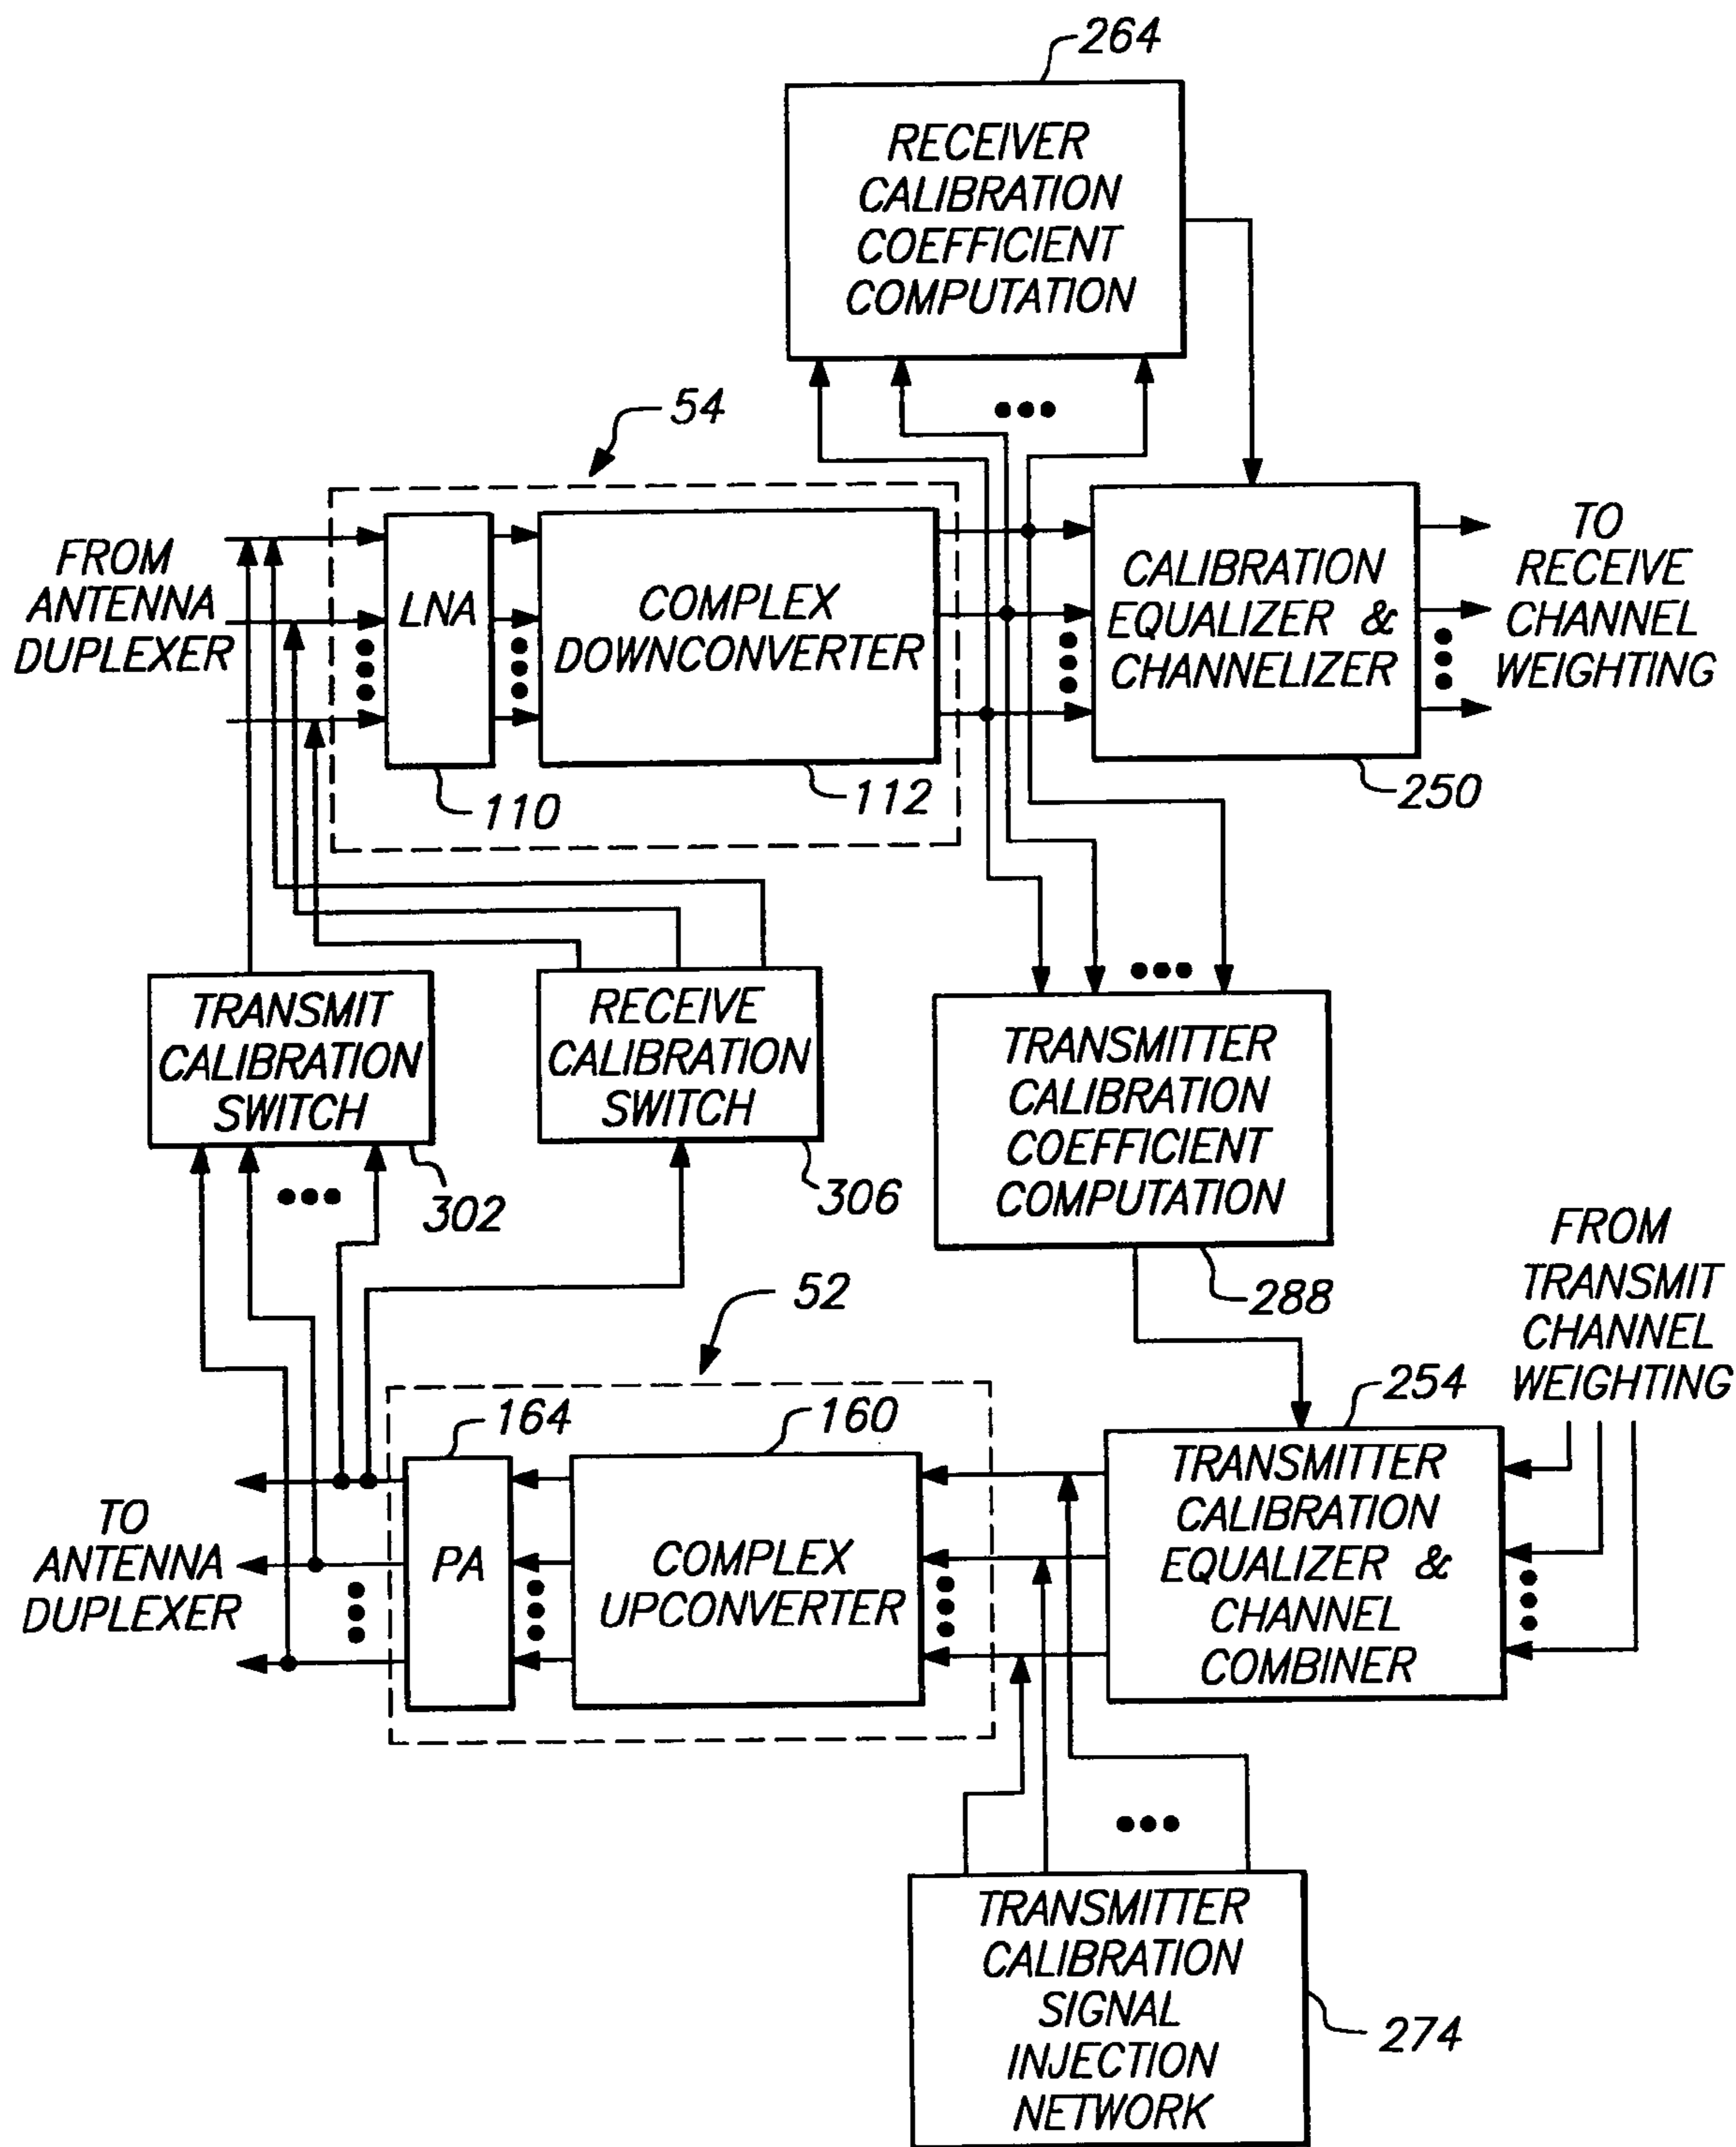 264
RECEIVER
CALIBRATION
COEFFICIENT
COMPUTATION
54
FROM
ANTENNA
DUPLEXER
LNA
COMPLEX
DOWNCONVERTER
CALIBRATION
EQUALIZER &
CHANNELIZER
TO
RECEIVE
CHANNEL
WEIGHTING
110
112
250
TRANSMIT
CALIBRATION
SWITCH
RECEIVE
CALIBRATION
SWITCH
TRANSMITTER
CALIBRATION
COEFFICIENT
COMPUTATION
302
306
288
FROM
TRANSMIT
CHANNEL
WEIGHTING
52
164
160
254
TO
ANTENNA
DUPLEXER
PA
COMPLEX
UPCONVERTER
TRANSMITTER
CALIBRATION
EQUALIZER &
CHANNEL
COMBINER
TRANSMITTER
CALIBRATION
SIGNAL
INJECTION
NETWORK
274